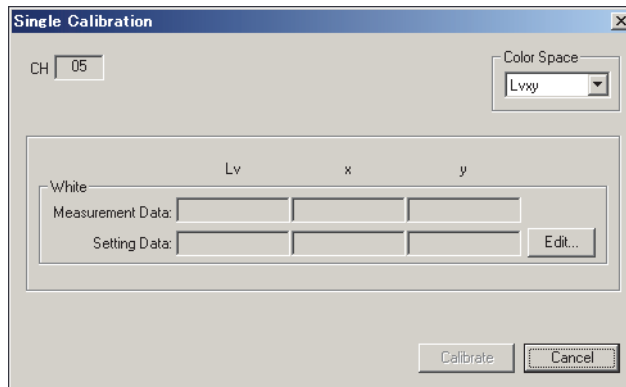 Single Calibration
CH 05
Color Space
Lvxy
Lv x y
White
Measurement Data:
Setting Data:
Edit...
Calibrate Cancel